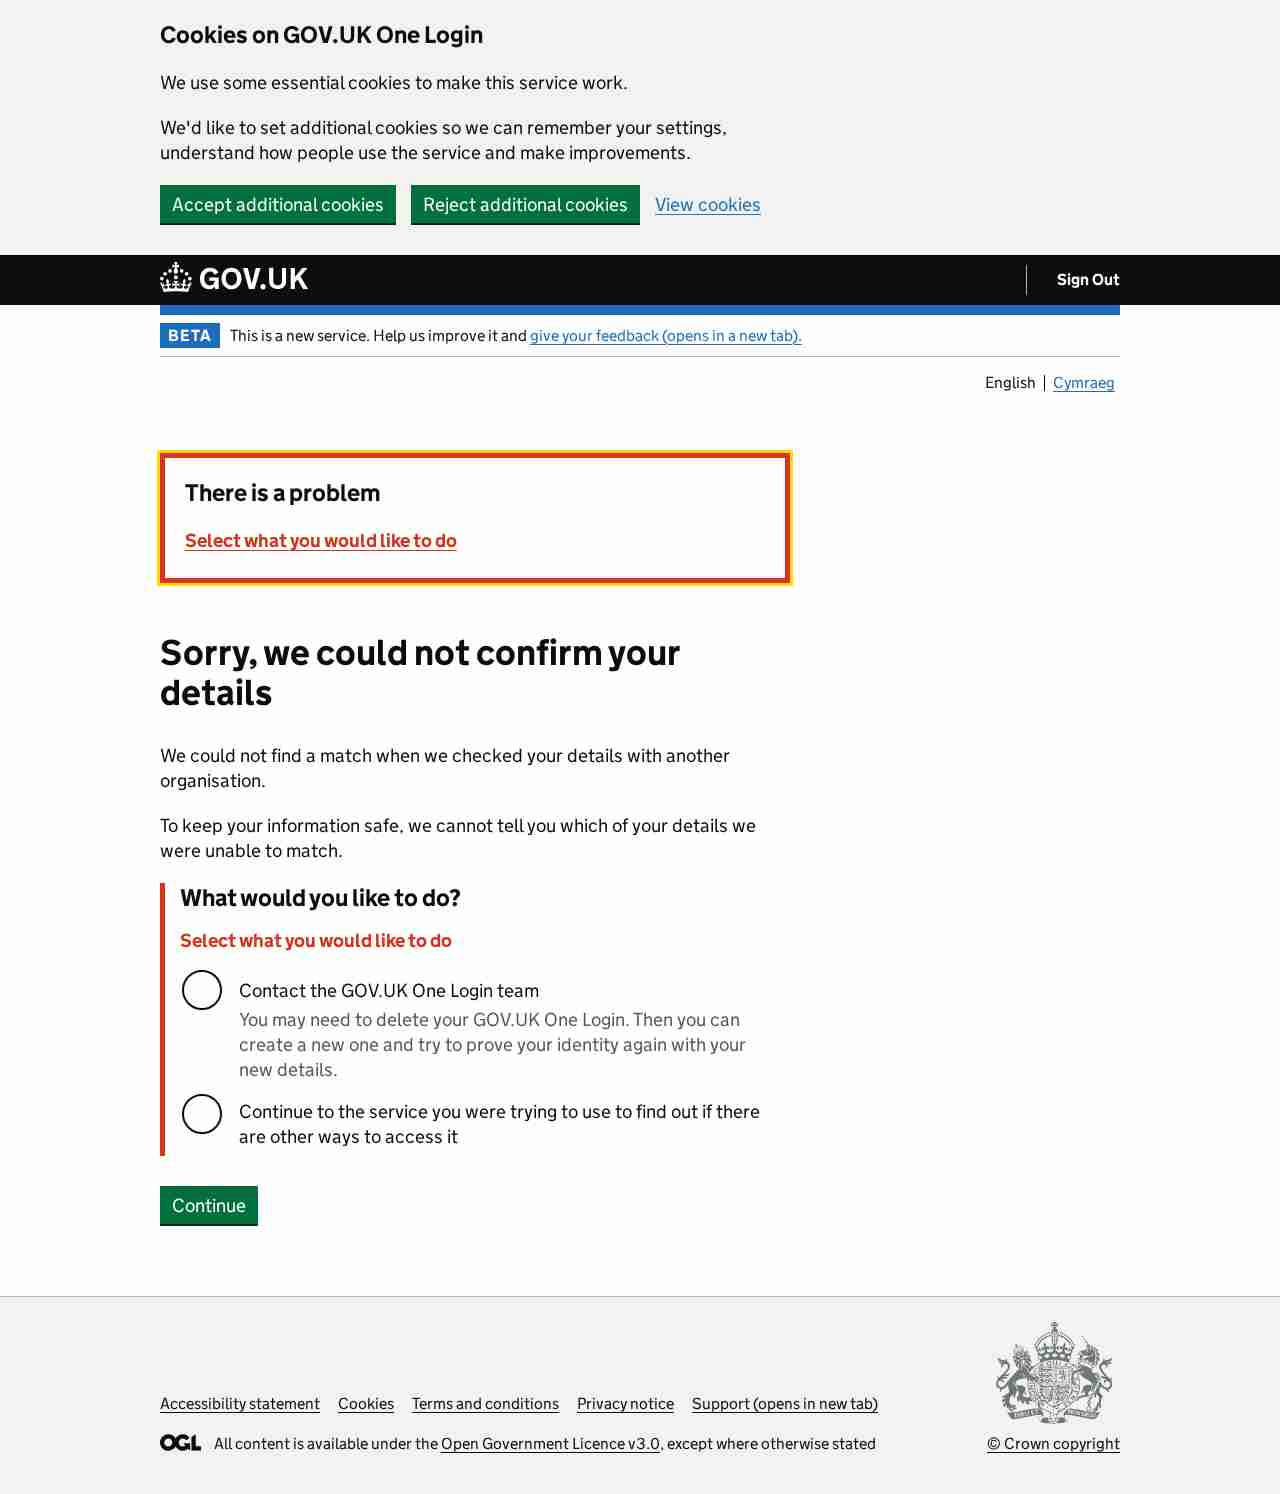 Cookies on GOV.UK One Login
We use some essential cookies to make this service work.
We'd like to set additional cookies so we can remember your settings,
understand how people use the service and make improvements.
Accept additional cookies Reject additional cookies View cookies
GOV.UK Sign Out
BETA This is a new service. Help us improve it and give your feedback (opens in a new tab).
English Cymraeg
There is a problem
Select what you would like to do
Sorry, we could not confirm your
details
We could not find a match when we checked your details with another
organisation.
To keep your information safe, we cannot tell you which of your details we
were unable to match.
What would you like to do?
Select what you would like to do
Contact the GOV.UK One Login team
You may need to delete your GOV.UK One Login. Then you can
create a new one and try to prove your identity again with your
new details.
Continue to the service you were trying to use to find out if there
are other ways to access it
Continue
Accessibility statement Cookies Terms and conditions Privacy notice Support (opens in new tab)
OGL All content is available under the Open Government Licence v3.0, except where otherwise stated
© Crown copyright